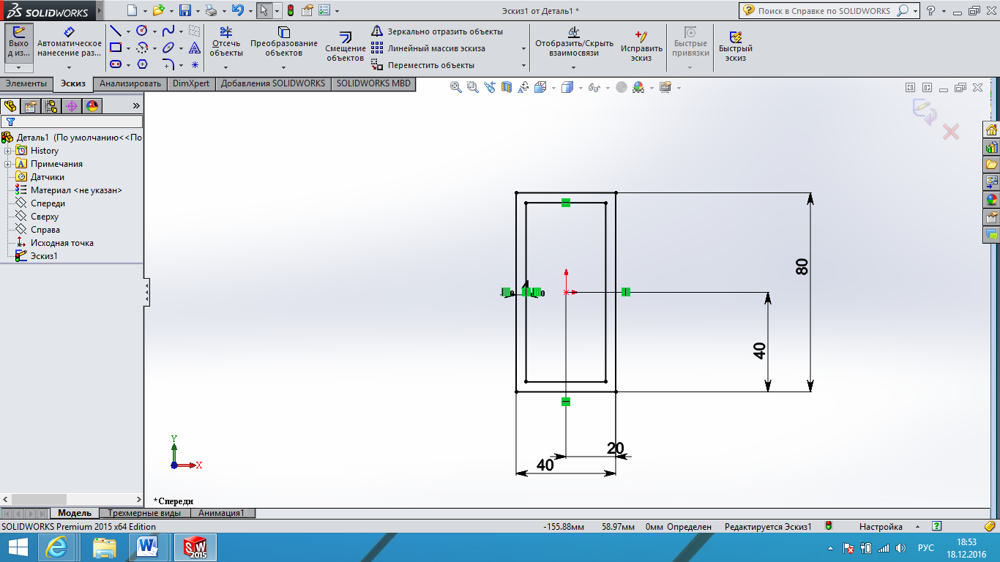 SOLIDWORKS
Эскиз1 от Деталь1 *
Поиск в Справке по SOLIDWORKS
Выхо
д из...
Автоматическое
нанесение раз...
Отсечь
объекты
Преобразование
объектов
Смещение
объектов
Зеркально отразить объекты
Линейный массив эскиза
Переместить объекты
Отобразить/Скрыть
взаимосвязи
Исправить
эскиз
Быстрые
привязки
Быстрый
эскиз
Элементы
Эскиз
Анализировать
DimXpert
Добавления SOLIDWORKS
SOLIDWORKS MBD
Деталь1 (По умолчанию<<По
History
Примечания
Датчики
Материал <не указан>
Спереди
Сверху
Справа
Исходная точка
Эскиз1
80
40
20
40
Y
X
*Спереди
Модель
Трехмерные виды
Анимация1
SOLIDWORKS Premium 2015 x64 Edition
-155.88мм
58.97мм
0мм
Определен
Редактируется Эскиз1
Настройка
SW
2015
РУС
18:53
18.12.2016